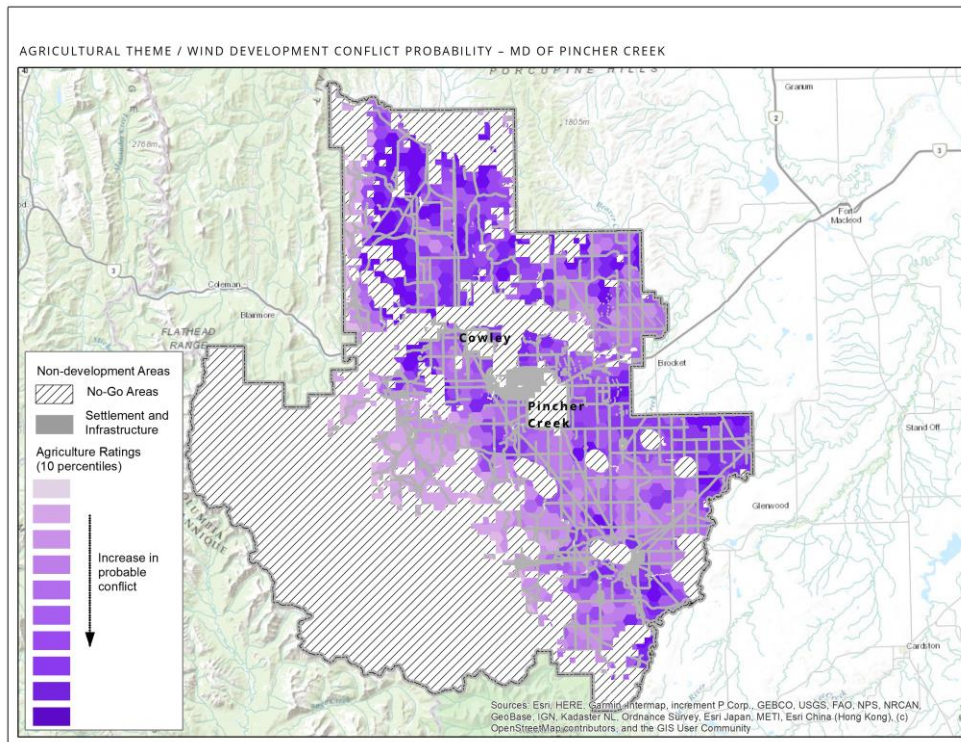 AGRICULTURAL THEME / WIND DEVELOPMENT CONFLICT PROBABILITY – MD OF PINCHER CREEK
PORCUPINE HILLS
Granum
1805m
2768m
2
3
Fort
Macleod
3
Coleman
Blairmore
FLATHEAD
RANGE
Cowley
Brocket
Pincher
Creek
Stand Off
Glenwood
Cardston
Non-development Areas
No-Go Areas
Settlement and
Infrastructure
Agriculture Ratings
(10 percentiles)
Increase in
probable
conflict
Sources: Esri, HERE, Garmin, Intermap, increment P Corp., GEBCO, USGS, FAO, NPS, NRCAN,
GeoBase, IGN, Kadaster NL, Ordnance Survey, Esri Japan, METI, Esri China (Hong Kong), (c)
OpenStreetMap contributors, and the GIS User Community